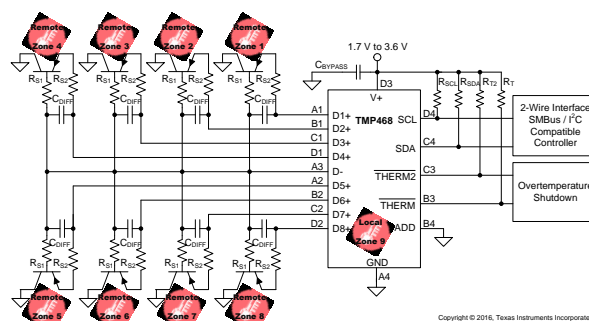 Remote Zone 4
Remote Zone 3
Remote Zone 2
Remote Zone 1
1.7 V to 3.6 V
CBYPASS
RSCL RSDA RT2 RT
D3
V+
RS1 RS2 RS1 RS2 RS1 RS2 RS1 RS2
CDIFF CDIFF CDIFF CDIFF
TMP468
A1 D1+
B1 D2+
C1 D3+
D1 D4+
A3 D-
A2 D5+
B2 D6+
C2 D7+
D2 D8+
SCL D4
SDA C4
THERM2 C3
THERM B3
ADD B4
GND
A4
Local Zone 9
2-Wire Interface
SMBus / I2C
Compatible
Controller
Overtemperature
Shutdown
CDIFF CDIFF CDIFF CDIFF
RS1 RS2 RS1 RS2 RS1 RS2 RS1 RS2
Remote Zone 5
Remote Zone 6
Remote Zone 7
Remote Zone 8
Copyright © 2016, Texas Instruments Incorporate